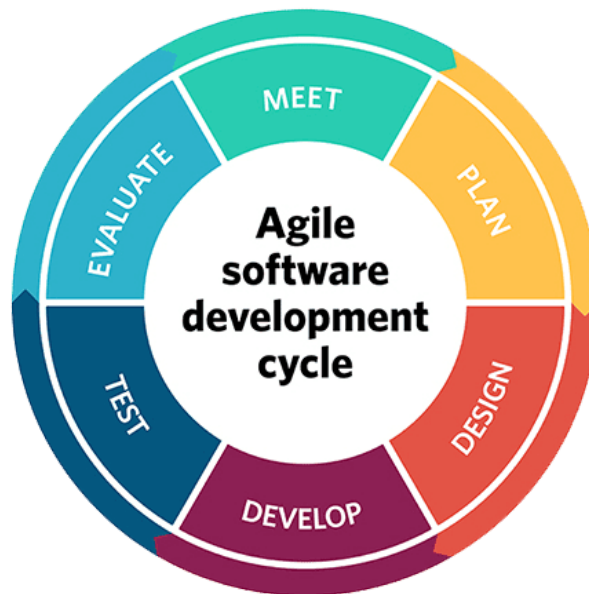 MEET
PLAN
DESIGN
DEVELOP
TEST
EVALUATE
Agile
software
development
cycle